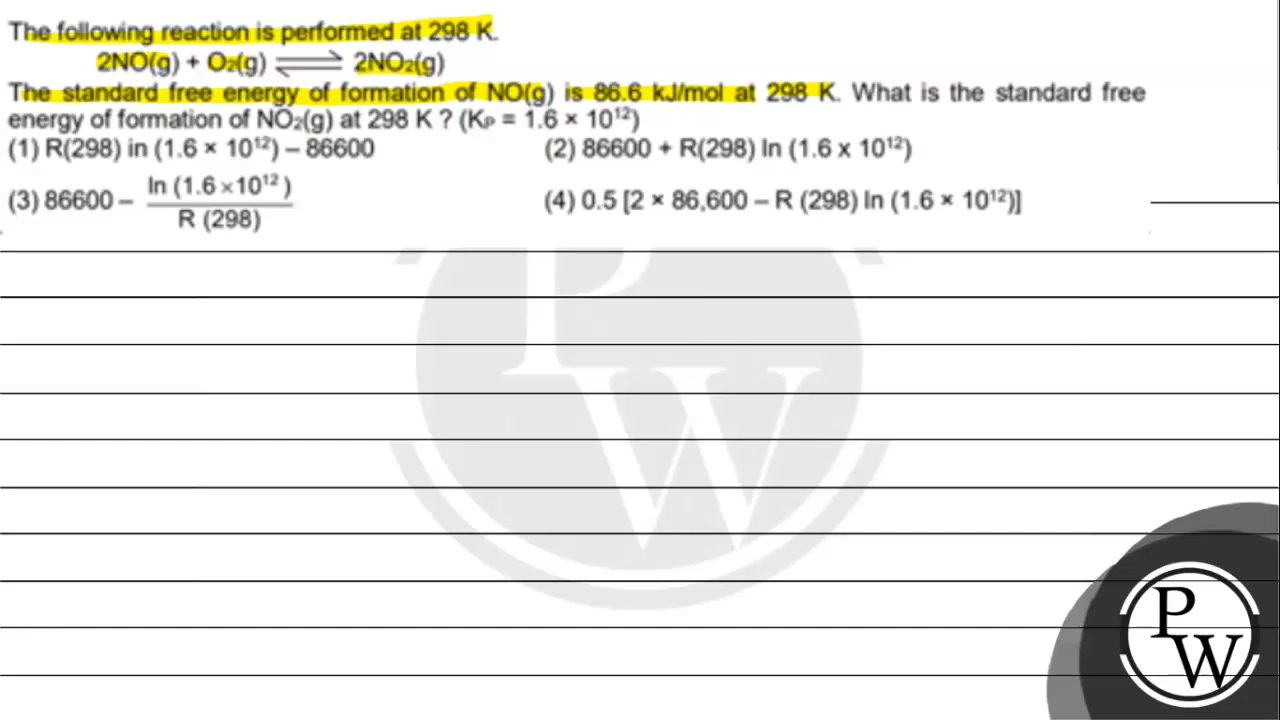 The following reaction is performed at 298 K.
2NO(g) + O₂(g) ⇌ 2NO₂(g)
The standard free energy of formation of NO(g) is 86.6 kJ/mol at 298 K. What is the standard free
energy of formation of NO₂(g) at 298 K ? (Kₚ = 1.6 × 10¹²)
(1) R(298) in (1.6 × 10¹²) – 86600
(2) 86600 + R(298) ln (1.6 x 10¹²)
(3) 86600 – ln (1.6 ×10¹² ) / R (298)
(4) 0.5 [2 × 86,600 – R (298) ln (1.6 × 10¹²)]
P
W
P
W